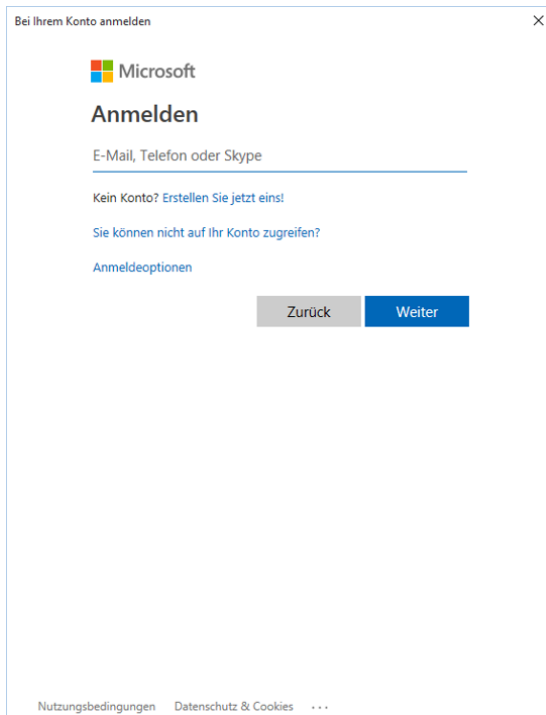 Bei Ihrem Konto anmelden
Microsoft
Anmelden
E-Mail, Telefon oder Skype
Kein Konto? Erstellen Sie jetzt eins!
Sie können nicht auf Ihr Konto zugreifen?
Anmeldeoptionen
Zurück Weiter
Nutzungsbedingungen Datenschutz & Cookies ...